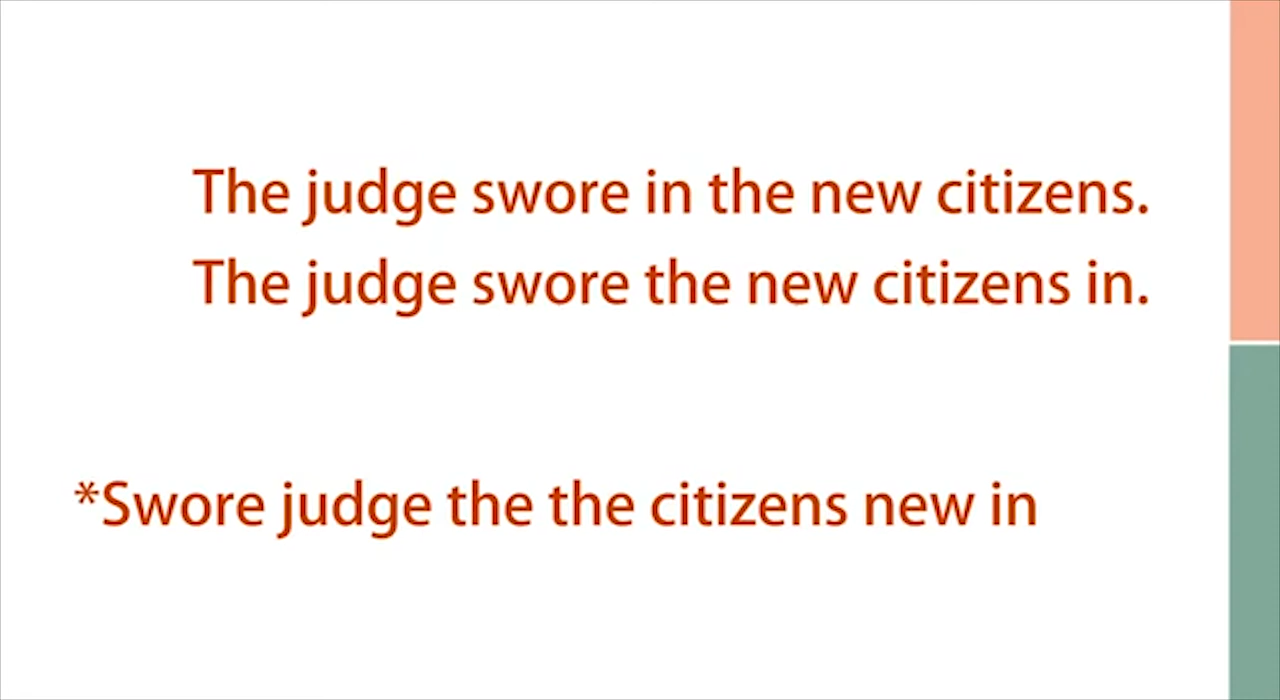 The judge swore in the new citizens.
The judge swore the new citizens in.
*Swore judge the the citizens new in